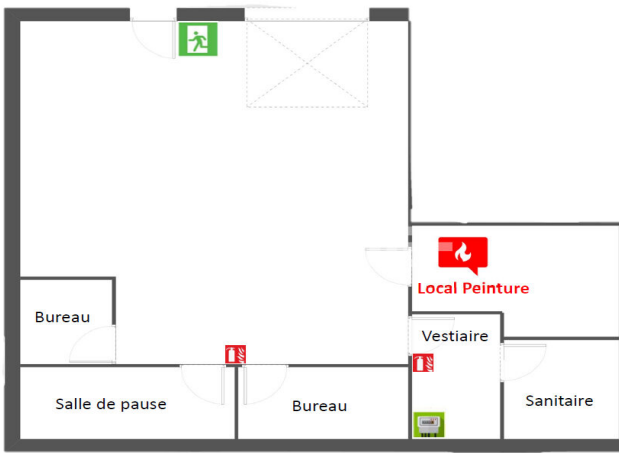 Local Peinture
Bureau
Vestiaire
Salle de pause
Bureau
Sanitaire